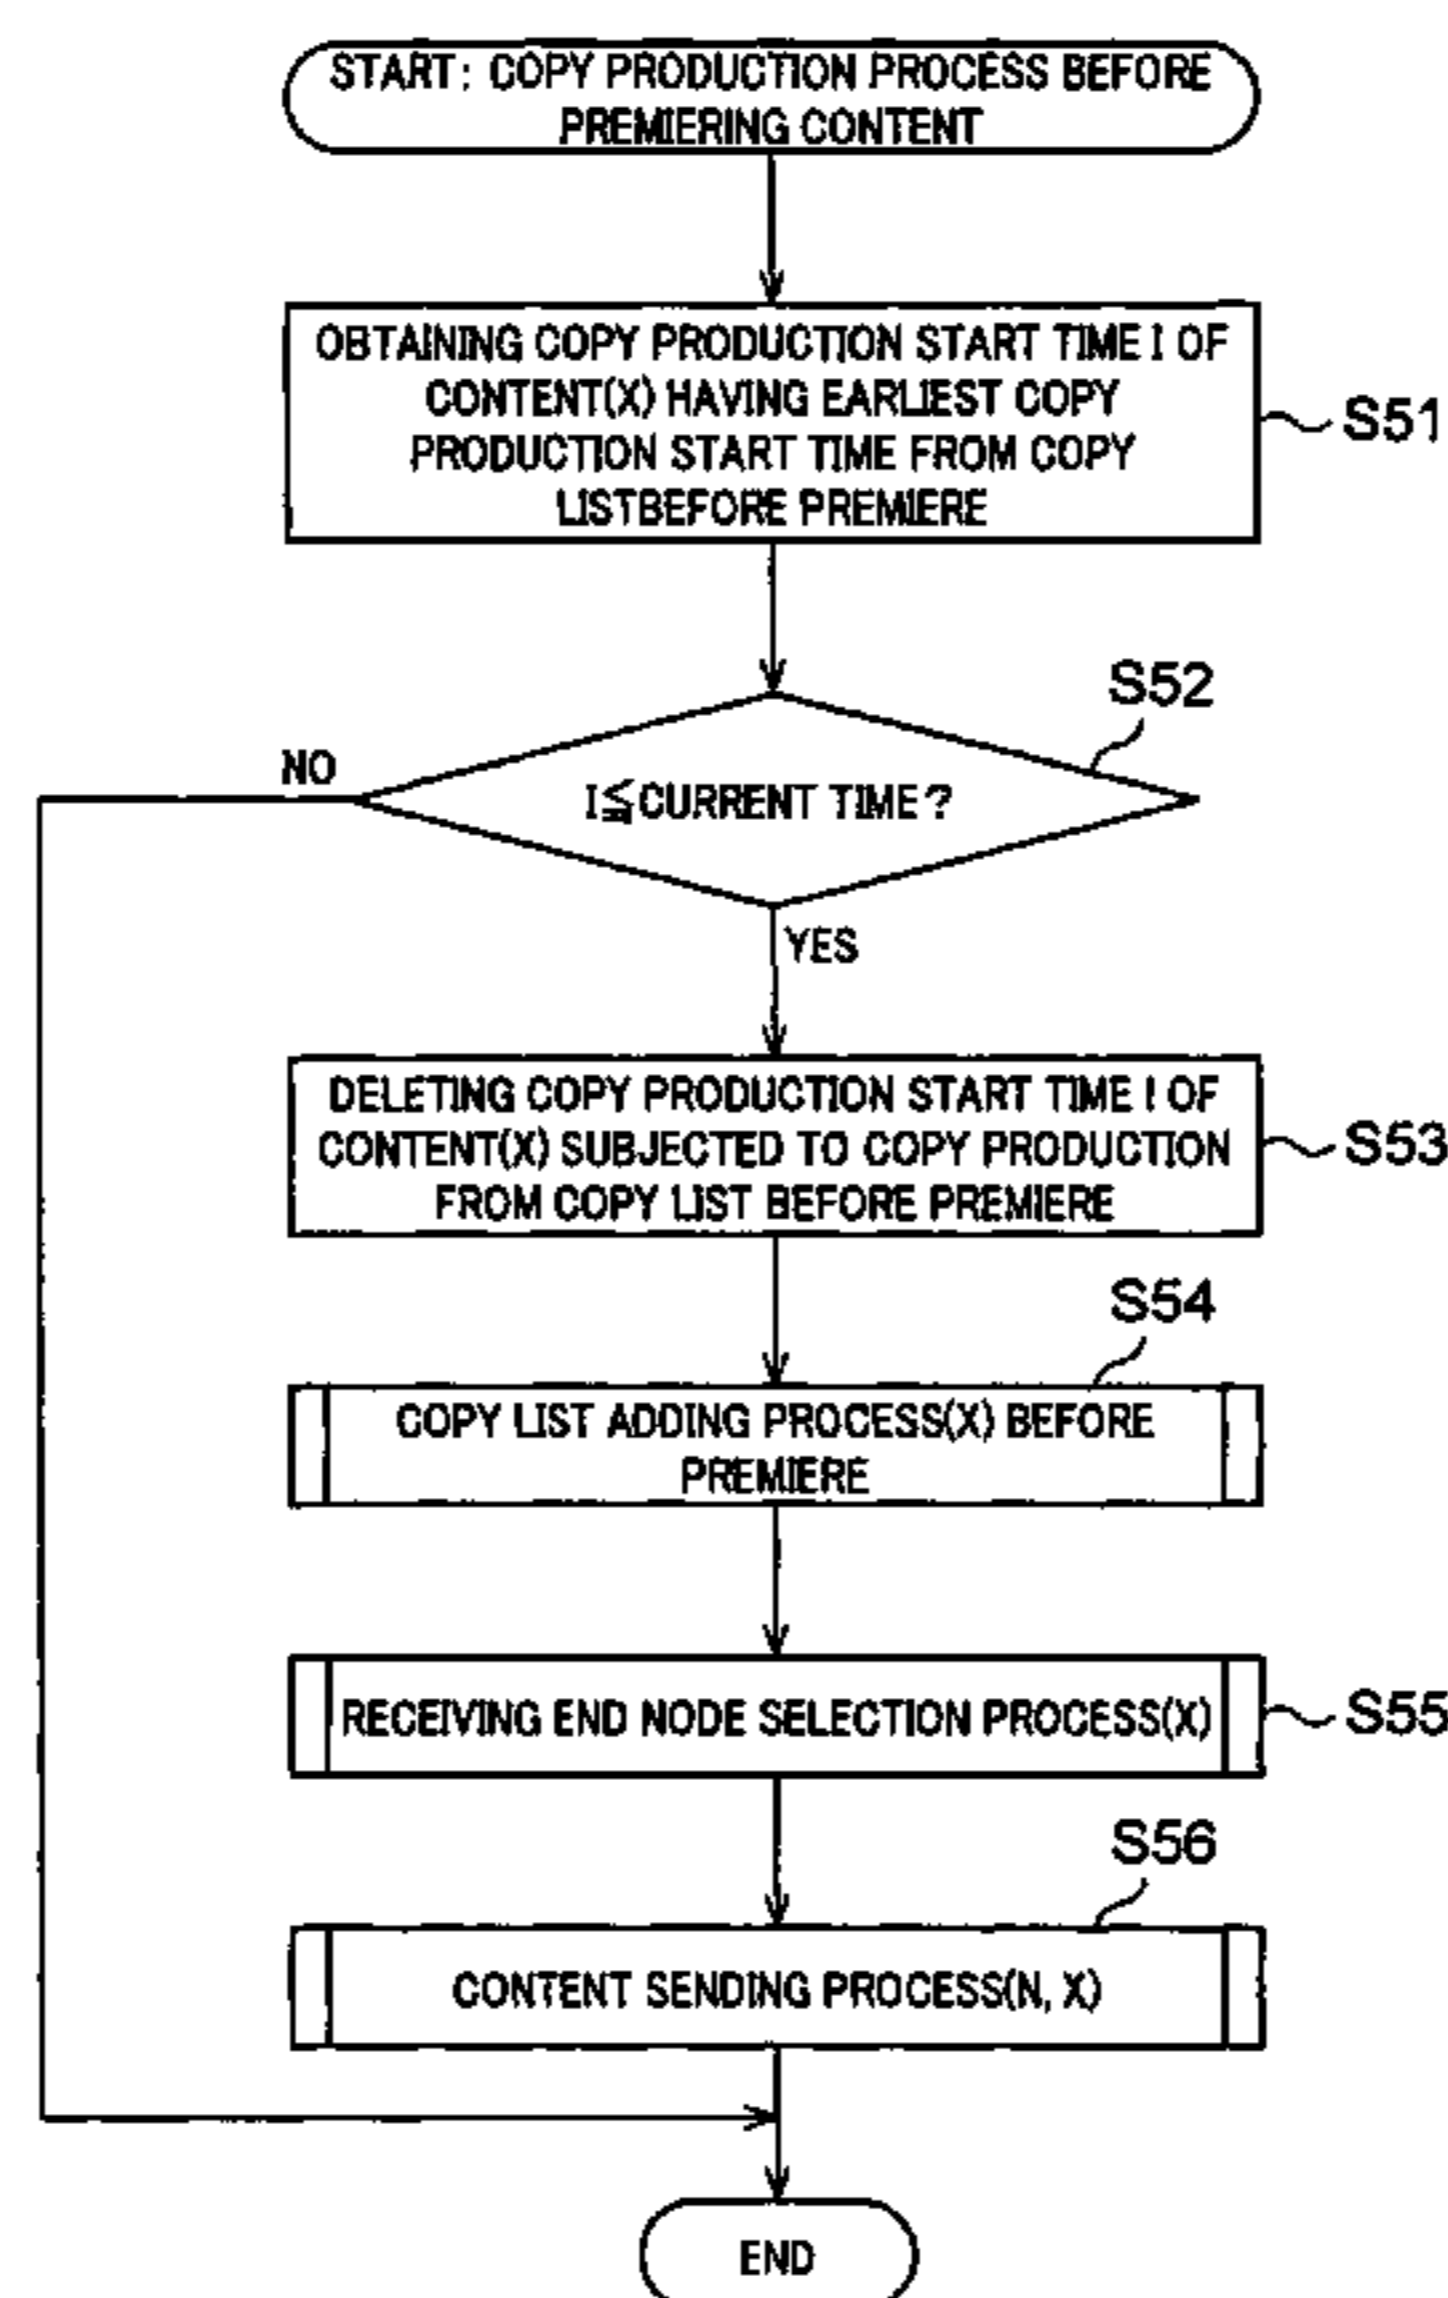 START: COPY PRODUCTION PROCESS BEFORE
PREMIERING CONTENT
OBTAINING COPY PRODUCTION START TIME I OF
CONTENT(X) HAVING EARLIEST COPY
PRODUCTION START TIME FROM COPY
LISTBEFORE PREMIERE
S51
S52
NO
I≦CURRENT TIME?
YES
DELETING COPY PRODUCTION START TIME I OF
CONTENT(X) SUBJECTED TO COPY PRODUCTION
FROM COPY LIST BEFORE PREMIERE
S53
S54
COPY LIST ADDING PROCESS(X) BEFORE
PREMIERE
RECEIVING END NODE SELECTION PROCESS(X)
S55
S56
CONTENT SENDING PROCESS(N, X)
END